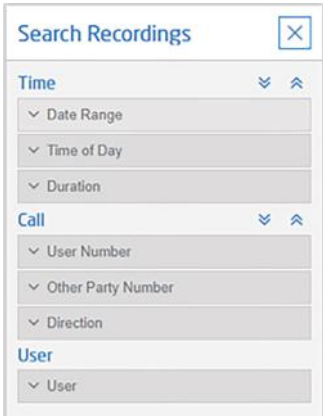 Search Recordings
Time
Date Range
Time of Day
Duration
Call
User Number
Other Party Number
Direction
User
User